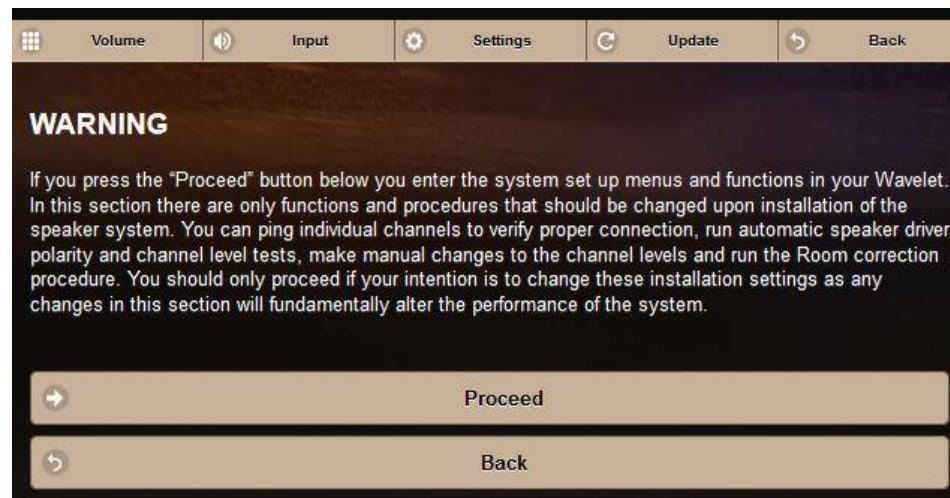 Volume Input Settings Update Back
WARNING
If you press the “Proceed” button below you enter the system set up menus and functions in your Wavelet.
In this section there are only functions and procedures that should be changed upon installation of the
speaker system. You can ping individual channels to verify proper connection, run automatic speaker driver
polarity and channel level tests, make manual changes to the channel levels and run the Room correction
procedure. You should only proceed if your intention is to change these installation settings as any
changes in this section will fundamentally alter the performance of the system.
Proceed
Back